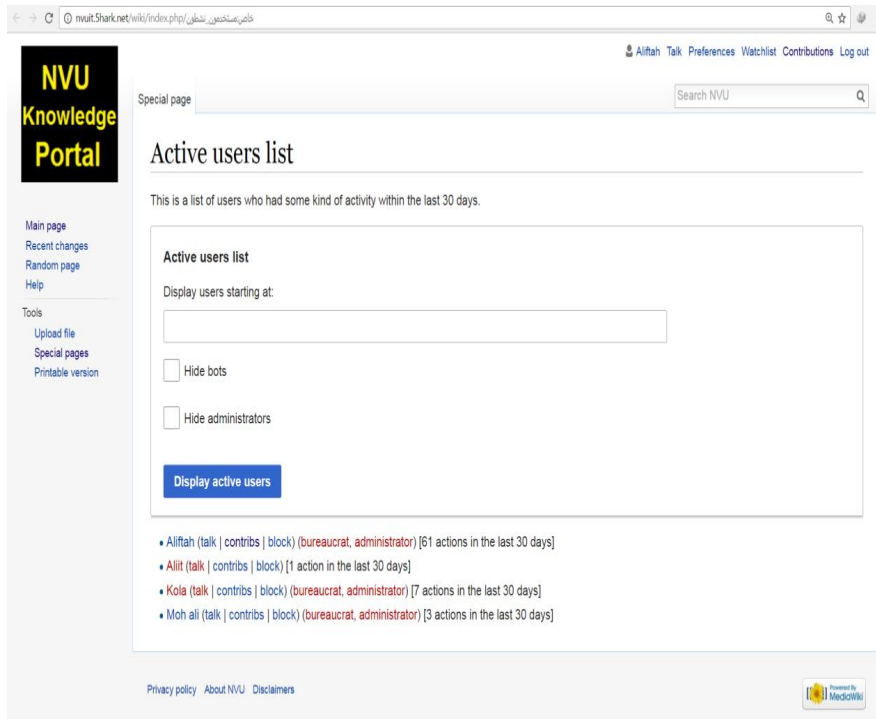 nvuit.5hark.net/wiki/index.php/خاص:مستخدمون_نشطون
Aliftah Talk Preferences Watchlist Contributions Log out
NVU
Knowledge
Portal
Special page
Search NVU
Active users list
This is a list of users who had some kind of activity within the last 30 days.
Main page
Recent changes
Random page
Help
Tools
Upload file
Special pages
Printable version
Active users list
Display users starting at:
Hide bots
Hide administrators
Display active users
• Aliftah (talk | contribs | block) (bureaucrat, administrator) [61 actions in the last 30 days]
• Aliit (talk | contribs | block) [1 action in the last 30 days]
• Kola (talk | contribs | block) (bureaucrat, administrator) [7 actions in the last 30 days]
• Moh ali (talk | contribs | block) (bureaucrat, administrator) [3 actions in the last 30 days]
Privacy policy About NVU Disclaimers
Powered By
MediaWiki